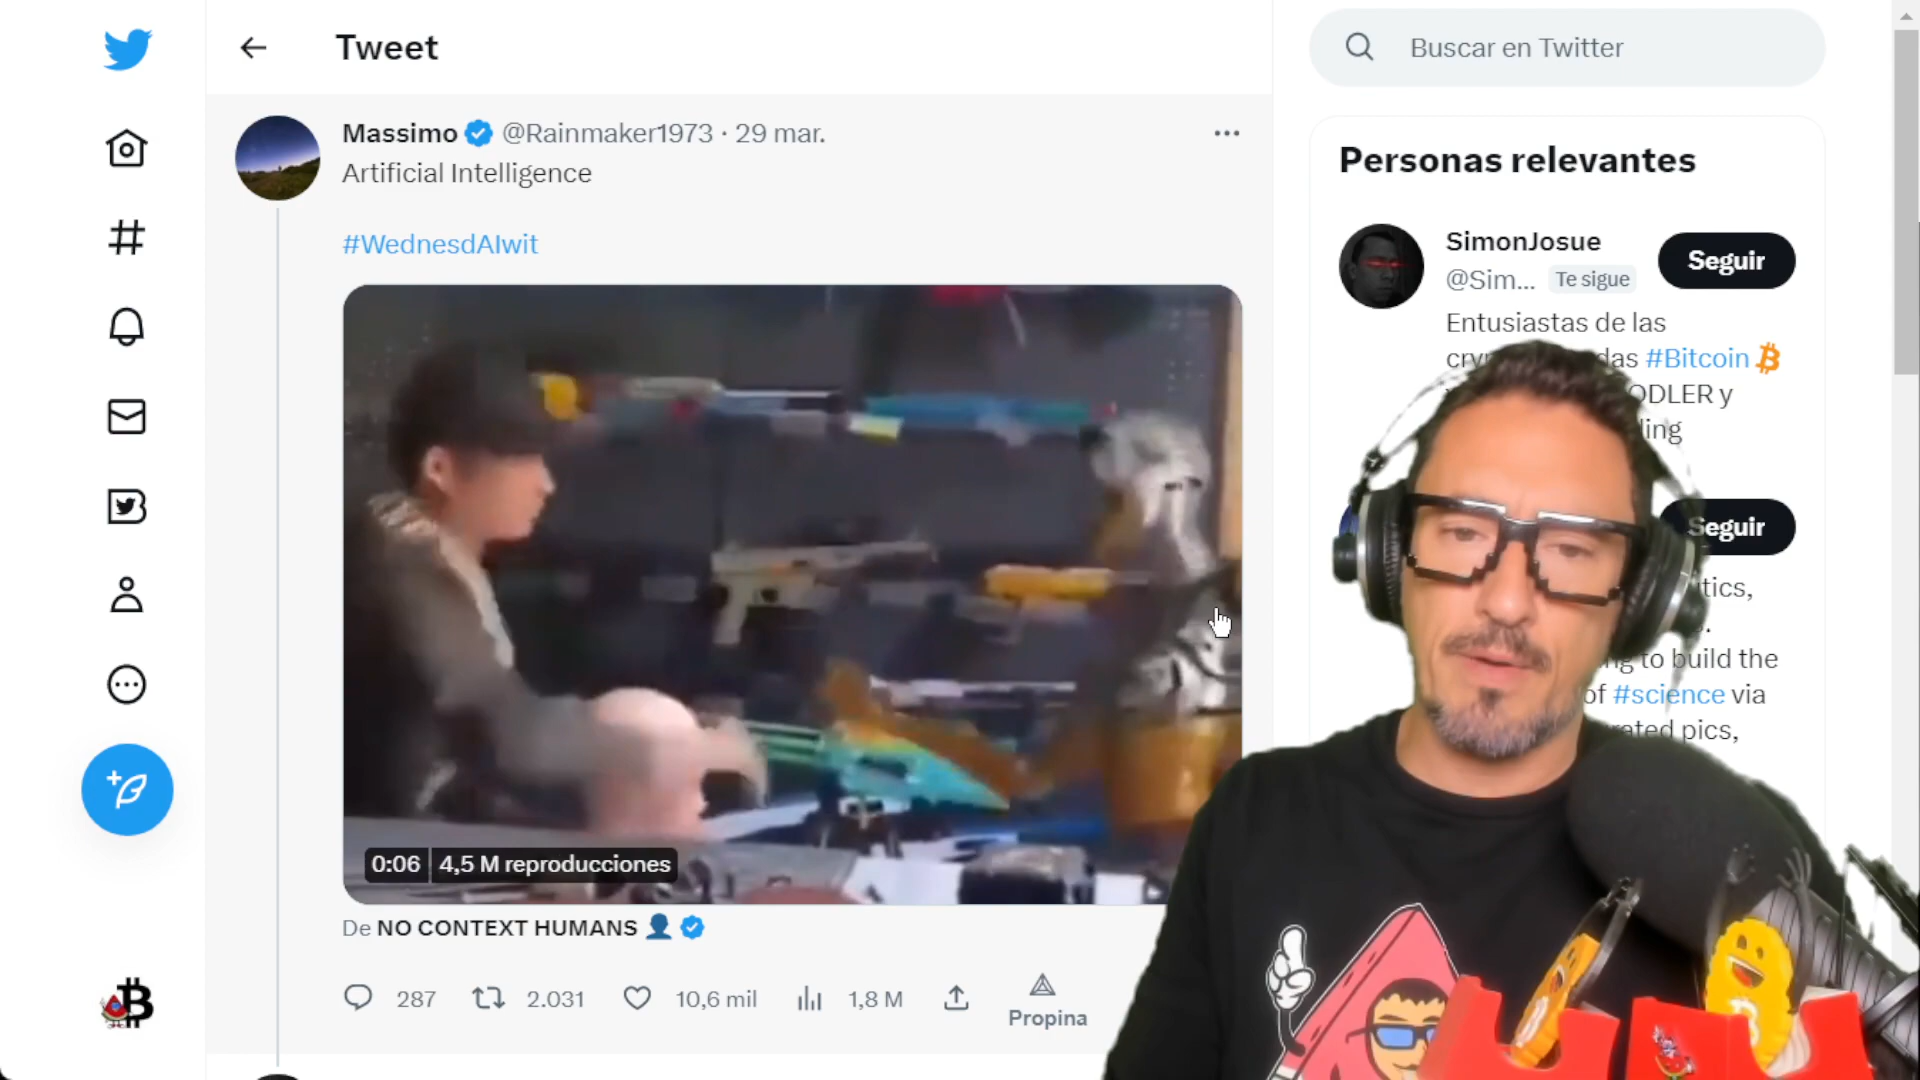 Tweet
Buscar en Twitter
Massimo @Rainmaker1973 · 29 mar.
Artificial Intelligence
#WednesdAIwit
0:06 4,5 M reproducciones
De NO CONTEXT HUMANS
287 2.031 10,6 mil 1,8 M
Propina
Personas relevantes
SimonJosue
@Sim... Te sigue
Seguir
Entusiastas de las
das #Bitcoin
ODLER y
Seguir
to build the
of #science via
pics,